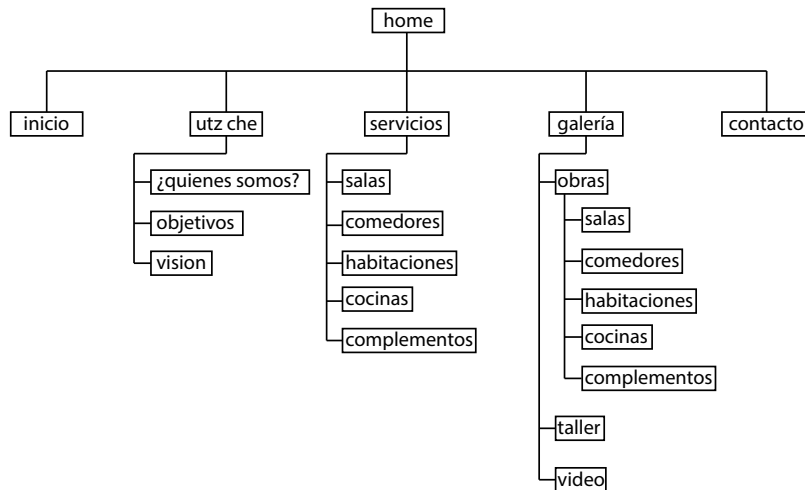 home
inicio
utz che
servicios
galería
contacto
¿quienes somos?
objetivos
vision
salas
comedores
habitaciones
cocinas
complementos
obras
salas
comedores
habitaciones
cocinas
complementos
taller
video